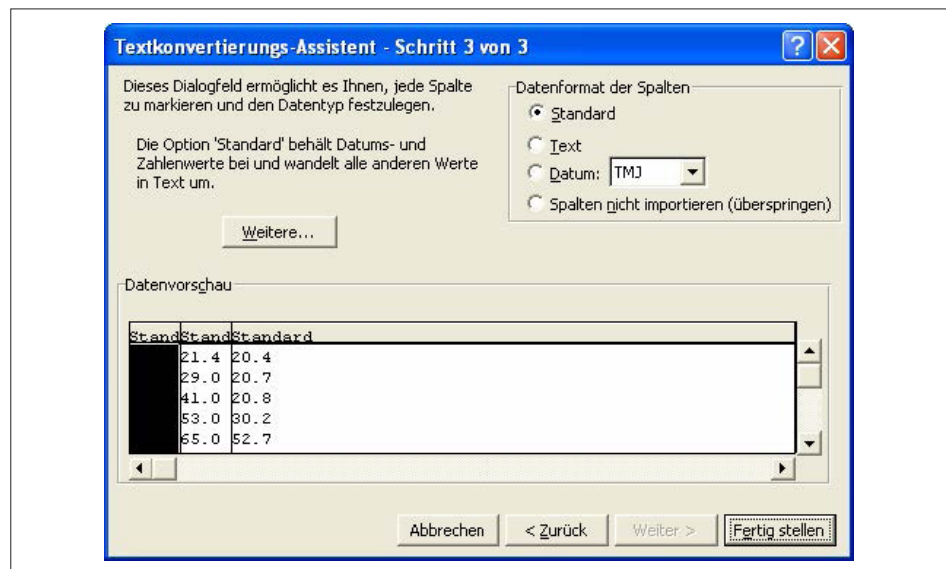 Textkonvertierungs-Assistent - Schritt 3 von 3
Dieses Dialogfeld ermöglicht es Ihnen, jede Spalte
zu markieren und den Datentyp festzulegen.
Die Option 'Standard' behält Datums- und
Zahlenwerte bei und wandelt alle anderen Werte
in Text um.
Weitere...
Datenformat der Spalten
Standard
Text
Datum: TMJ
Spalten nicht importieren (überspringen)
Datenvorschau
Stand Stand Standard
21.4 20.4
29.0 20.7
41.0 20.8
53.0 30.2
65.0 52.7
Abbrechen
< Zurück
Weiter >
Fertig stellen